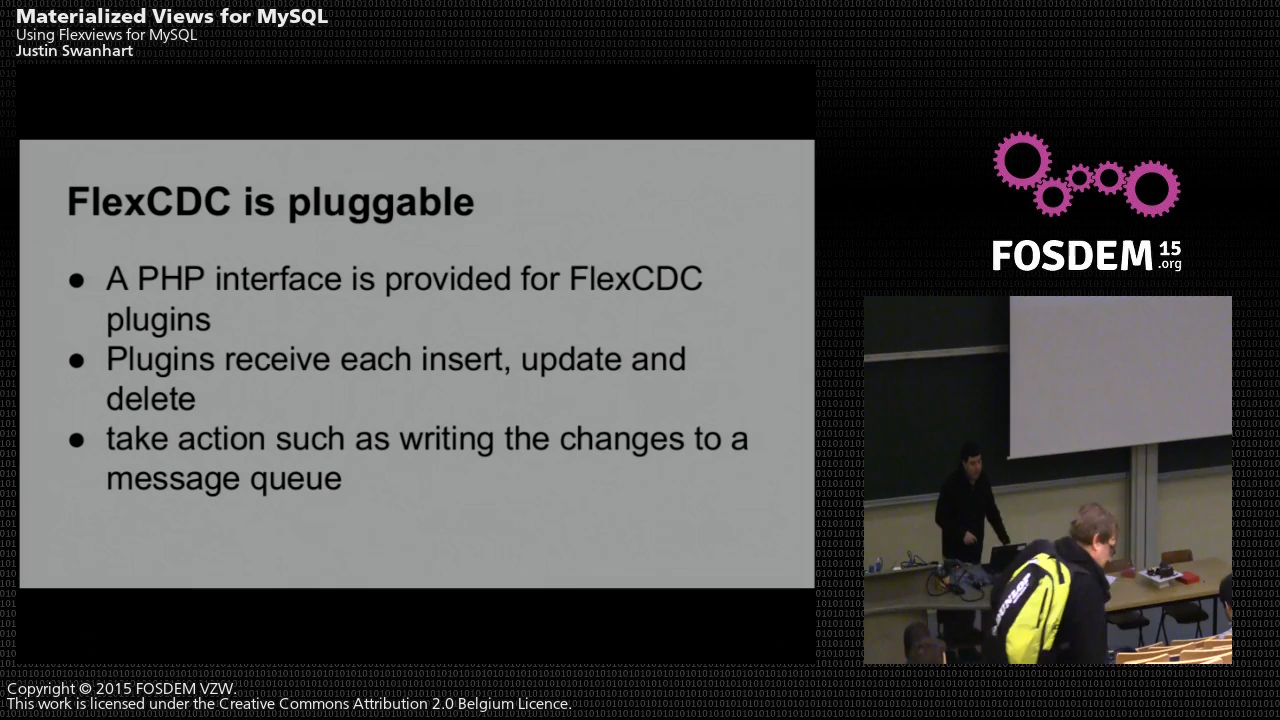 Materialized Views for MySQL
Using Flexviews for MySQL
Justin Swanhart
FlexCDC is pluggable
● A PHP interface is provided for FlexCDC
plugins
● Plugins receive each insert, update and
delete
● take action such as writing the changes to a
message queue
FOSDEM 15
.org
DUNLOP
Copyright © 2015 FOSDEM VZW.
This work is licensed under the Creative Commons Attribution 2.0 Belgium Licence.